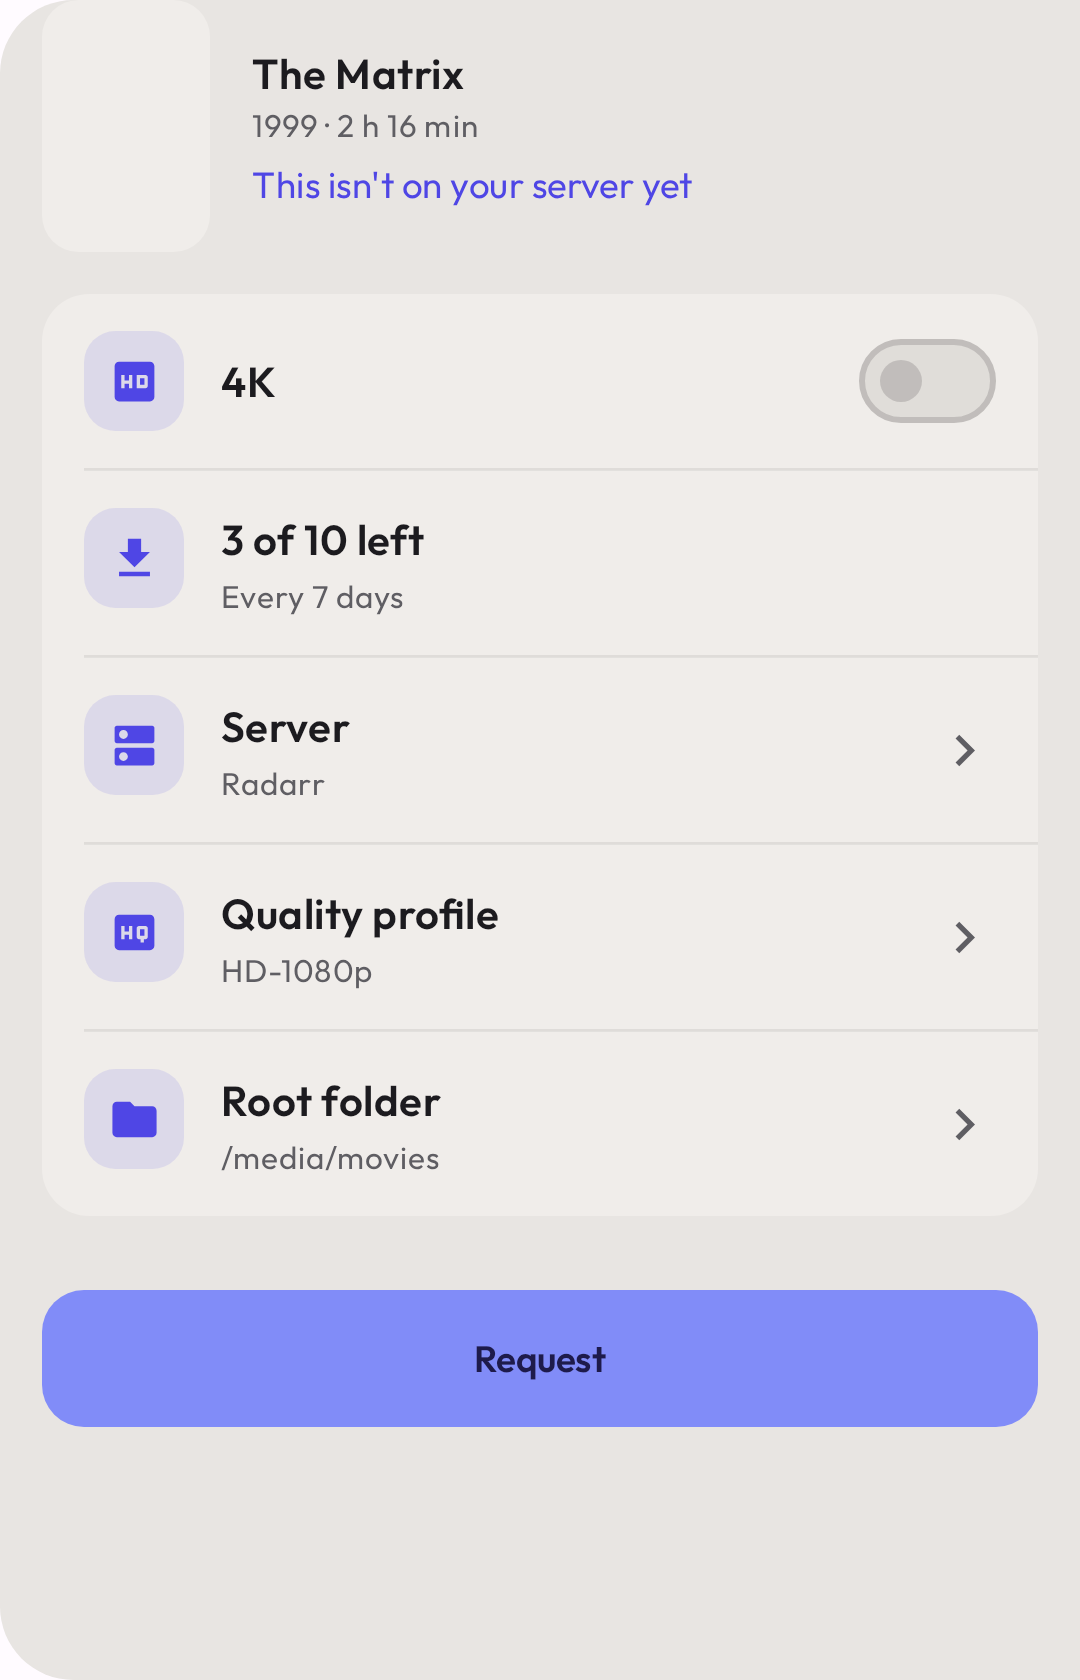 The Matrix
1999 · 2 h 16 min
This isn't on your server yet
HD
4K
3 of 10 left
Every 7 days
Server
Radarr
HQ
Quality profile
HD-1080p
Root folder
/media/movies
Request